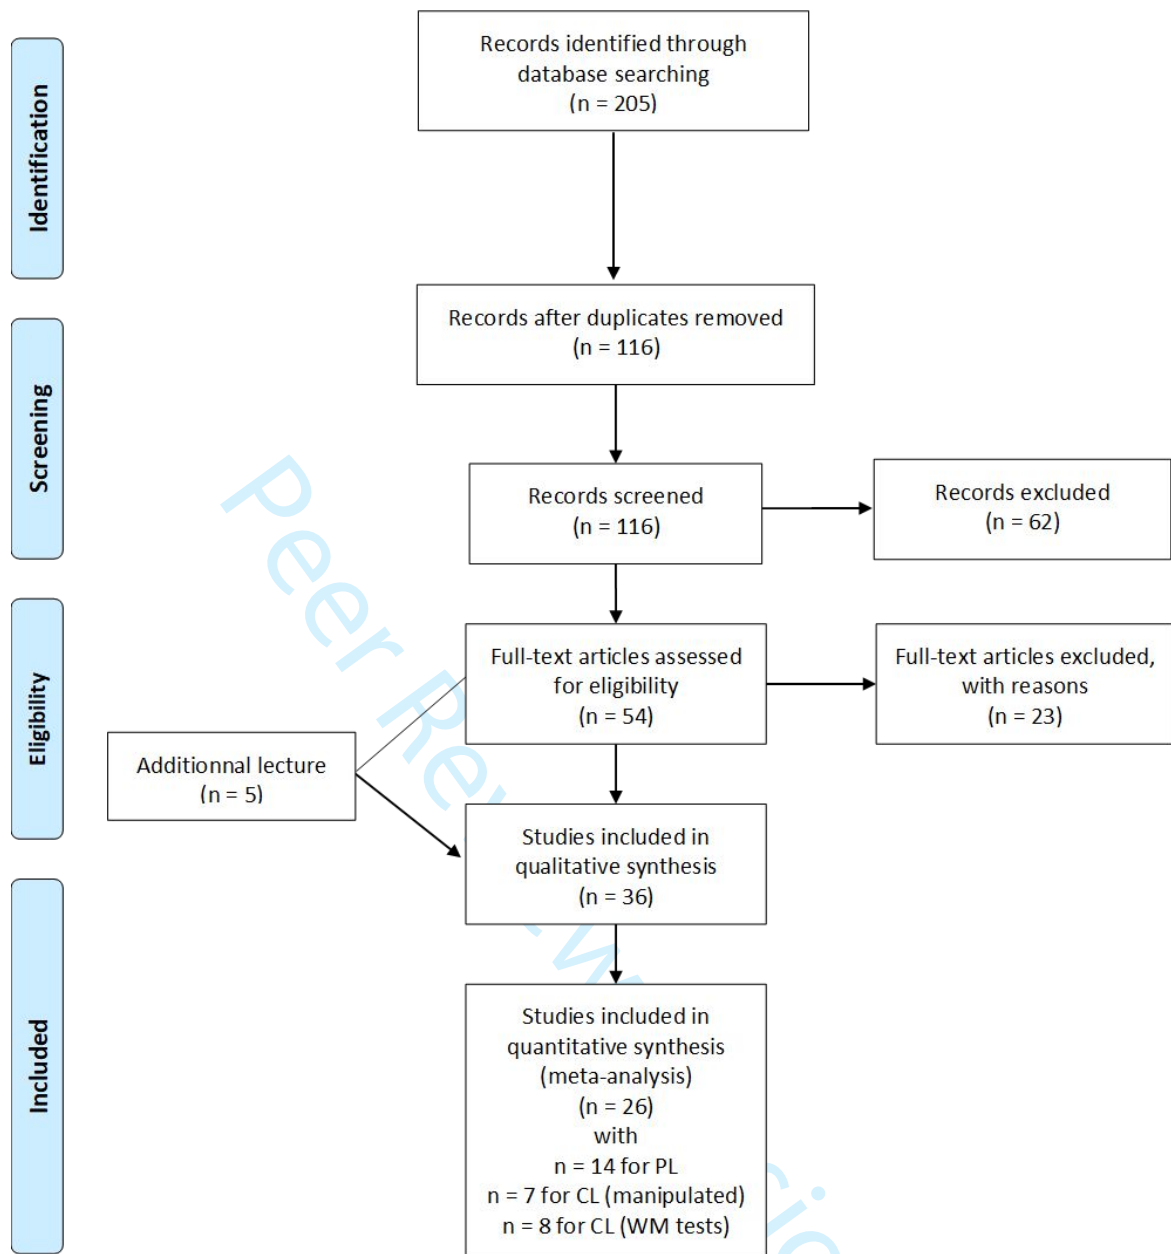 Identification
Records identified through
database searching
(n = 205)
Records after duplicates removed
(n = 116)
Screening
Records screened
(n = 116)
Records excluded
(n = 62)
Eligibility
Full-text articles assessed
for eligibility
(n = 54)
Full-text articles excluded,
with reasons
(n = 23)
Additionnal lecture
(n = 5)
Studies included in
qualitative synthesis
(n = 36)
Included
Studies included in
quantitative synthesis
(meta-analysis)
(n = 26)
with
n = 14 for PL
n = 7 for CL (manipulated)
n = 8 for CL (WM tests)
Peer